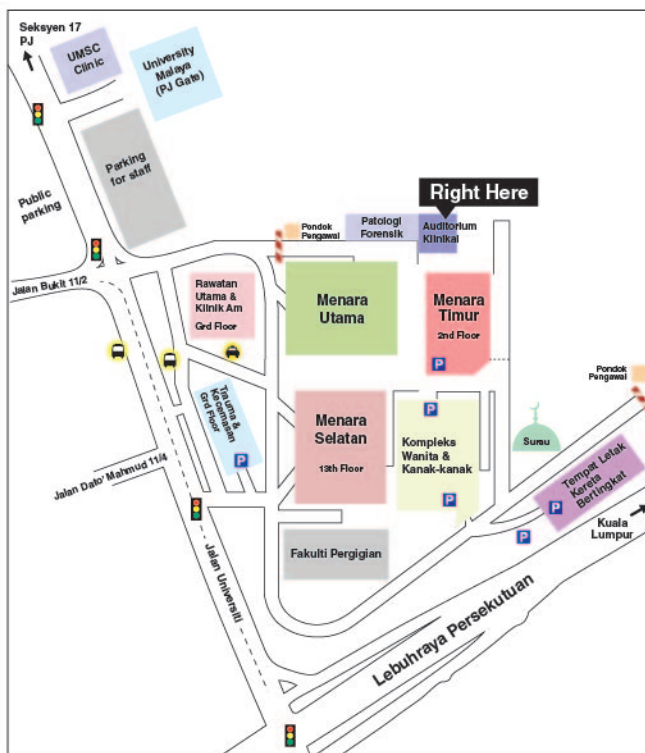 Seksyen 17
PJ
UMSC
Clinic
University
Malaya
(PJ Gate)
Parking
for staff
Public
parking
Right Here
Pondok
Pengawal
Patologi
Forensik
Auditorium
Klinikal
Jalan Bukit 11/2
Rawatan
Utama &
Klinik Am
Grd Floor
Menara
Utama
Menara
Timur
2nd Floor
P
Pondok
Pengawal
Trauma &
Kecemasan
Grd Floor
P
Menara
Selatan
13th Floor
P
Kompleks
Wanita &
Kanak-kanak
P
Surau
Tempat Letak
Kereta
Bertingkat
P
P
Kuala
Lumpur
Jalan Dato' Mahmud 11/4
Jalan Universiti
Fakulti Pergigian
Lebuhraya Persekutuan